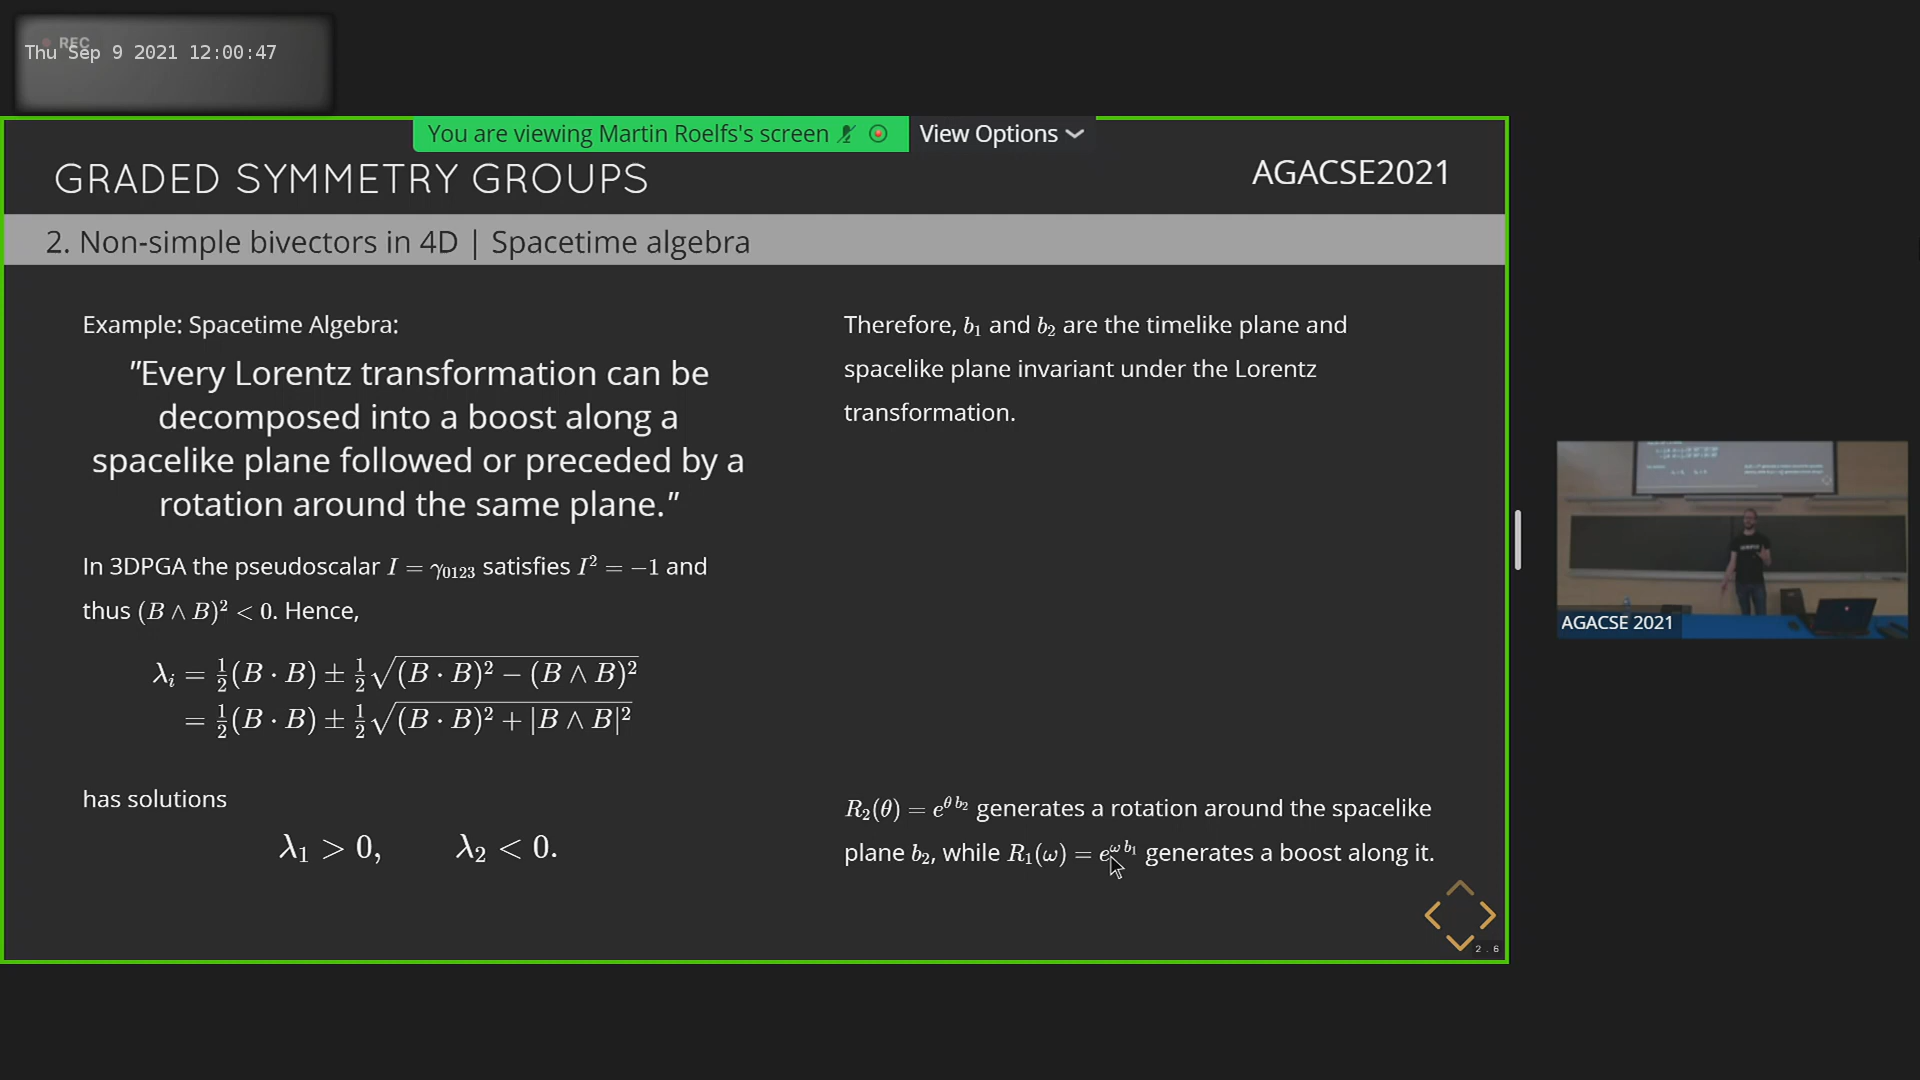 REC
Thu Sep 9 2021 12:00:47
You are viewing Martin Roelfs's screen
View Options
GRADED SYMMETRY GROUPS
AGACSE2021
2. Non-simple bivectors in 4D | Spacetime algebra
Example: Spacetime Algebra:
"Every Lorentz transformation can be
decomposed into a boost along a
spacelike plane followed or preceded by a
rotation around the same plane."
In 3DPGA the pseudoscalar I = γ₀₁₂₃ satisfies I² = −1 and
thus (B ∧ B)² < 0. Hence,
λᵢ = ½(B · B) ± ½√((B · B)² − (B ∧ B)²)
= ½(B · B) ± ½√((B · B)² + |B ∧ B|²)
has solutions
λ₁ > 0, λ₂ < 0.
Therefore, b₁ and b₂ are the timelike plane and
spacelike plane invariant under the Lorentz
transformation.
R₂(θ) = e^{θ b₂} generates a rotation around the spacelike
plane b₂, while R₁(ω) = e^{ω b₁} generates a boost along it.
2.6
AGACSE 2021